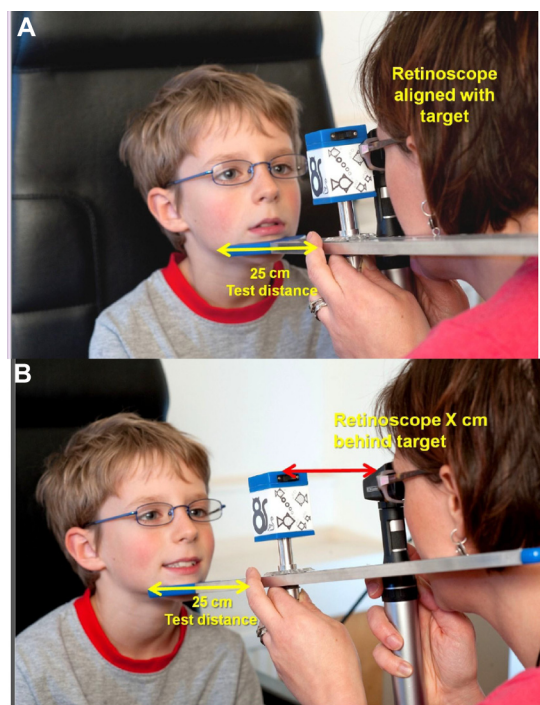 A
Retinoscope
aligned with
target
25 cm
Test distance
B
Retinoscope X cm
behind target
25 cm
Test distance